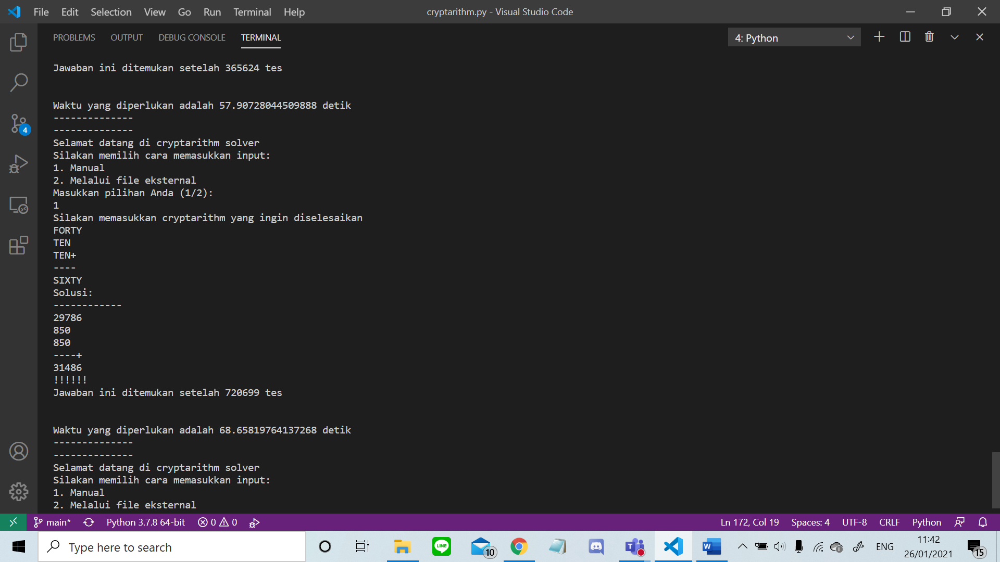 File Edit Selection View Go Run Terminal Help
cryptarithm.py - Visual Studio Code
PROBLEMS OUTPUT DEBUG CONSOLE TERMINAL
4: Python
Jawaban ini ditemukan setelah 365624 tes
Waktu yang diperlukan adalah 57.90728044509888 detik
--------------
--------------
Selamat datang di cryptarithm solver
Silakan memilih cara memasukkan input:
1. Manual
2. Melalui file eksternal
Masukkan pilihan Anda (1/2):
1
Silakan memasukkan cryptarithm yang ingin diselesaikan
FORTY
TEN
TEN+
----
SIXTY
Solusi:
------------
29786
850
850
----+
31486
!!!!!!
Jawaban ini ditemukan setelah 720699 tes
Waktu yang diperlukan adalah 68.65819764137268 detik
--------------
--------------
Selamat datang di cryptarithm solver
Silakan memilih cara memasukkan input:
1. Manual
2. Melalui file eksternal
4
main* Python 3.7.8 64-bit 0 0
Ln 172, Col 19 Spaces: 4 UTF-8 CRLF Python
Type here to search
LINE
10
T
W
ENG
11:42
26/01/2021
15